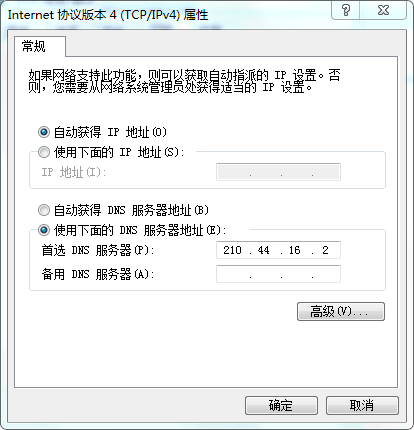 Internet 协议版本 4 (TCP/IPv4) 属性
常规
如果网络支持此功能，则可以获取自动指派的 IP 设置。否
则，您需要从网络系统管理员处获得适当的 IP 设置。
自动获得 IP 地址(O)
使用下面的 IP 地址(S):
IP 地址(I):
. . .
自动获得 DNS 服务器地址(B)
使用下面的 DNS 服务器地址(E):
首选 DNS 服务器(P): 210 . 44 . 16 . 2
备用 DNS 服务器(A): . . .
高级(V)...
确定 取消